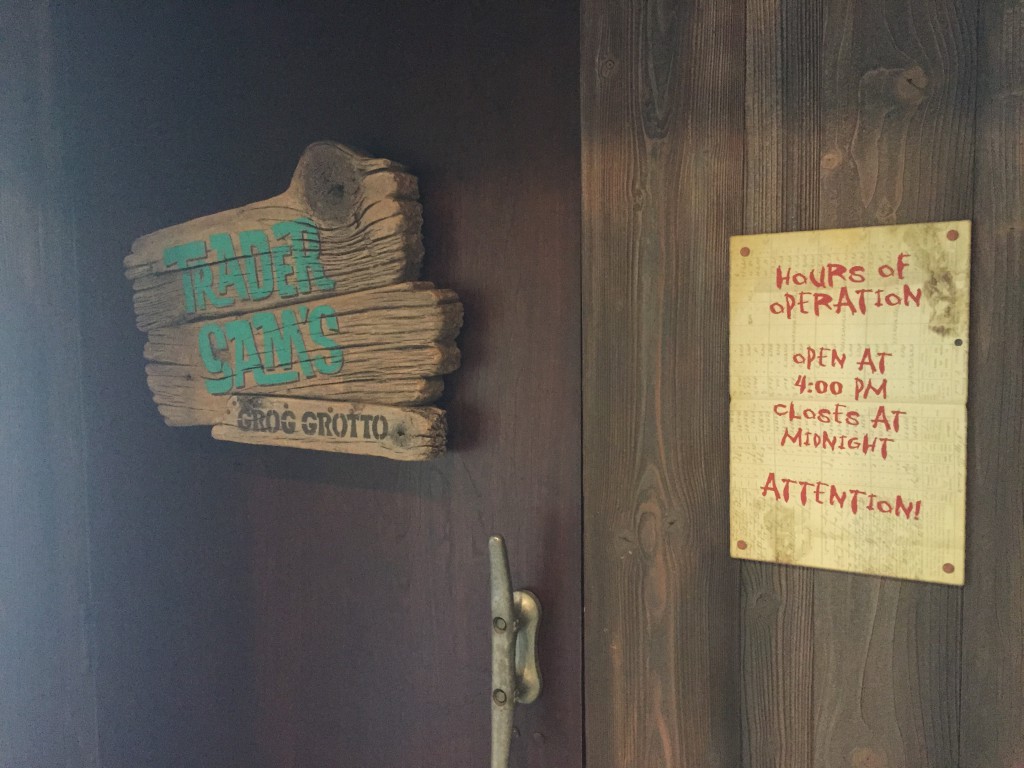 TRADER
SAM'S
GROG GROTTO
HOURS OF
OPERATION
OPEN AT
4:00 PM
CLOSES AT
MIDNIGHT
ATTENTION!